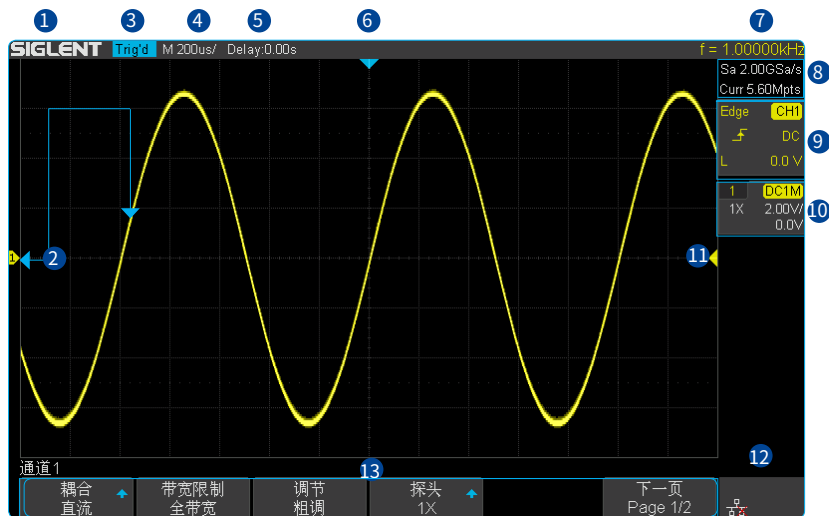 1 3 4 5 6 7
SIGLENT Trig'd M 200us/ Delay:0.00s f = 1.00000kHz
Sa 2.00GSa/s 8
Curr 5.60Mpts
Edge CH1
DC 9
L 0.0 V
1 DC1M
1X 2.00V/ 10
0.0V
1 2 11
12
通道1
13
耦合 带宽限制 调节 探头 下一页
直流 全带宽 粗调 1X Page 1/2